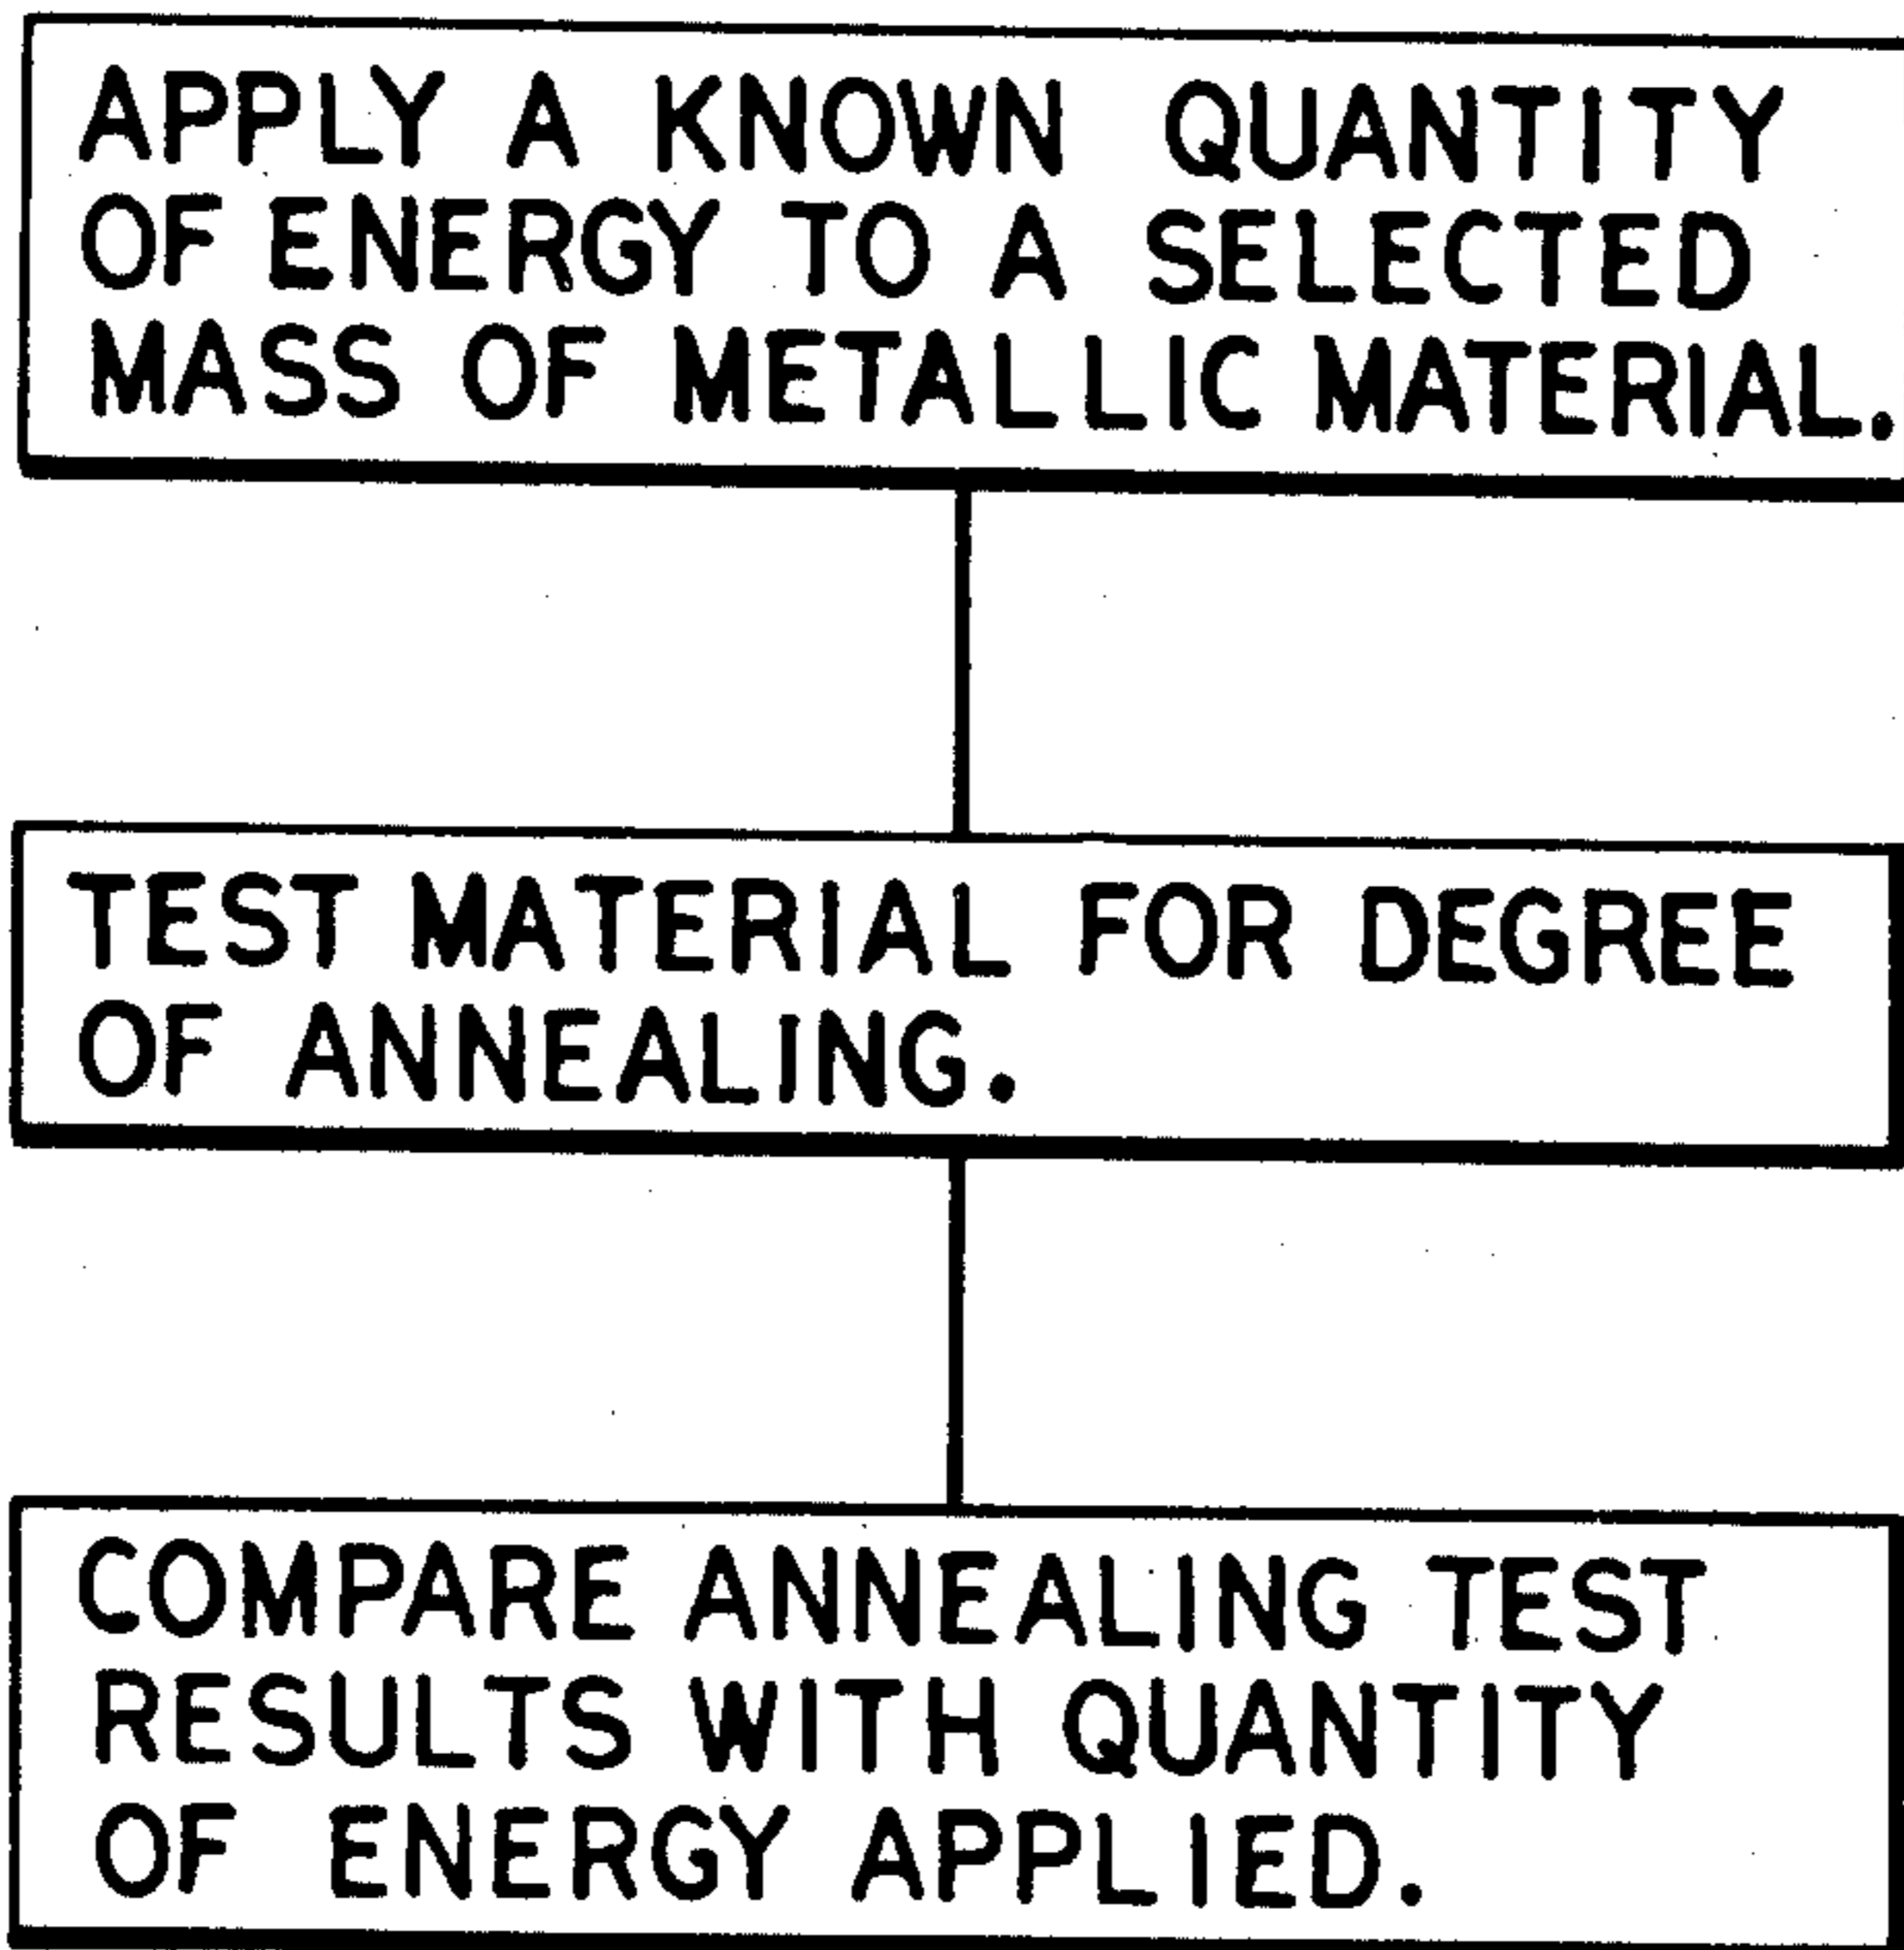 APPLY A KNOWN QUANTITY
OF ENERGY TO A SELECTED
MASS OF METALLIC MATERIAL.
TEST MATERIAL FOR DEGREE
OF ANNEALING.
COMPARE ANNEALING TEST
RESULTS WITH QUANTITY
OF ENERGY APPLIED.